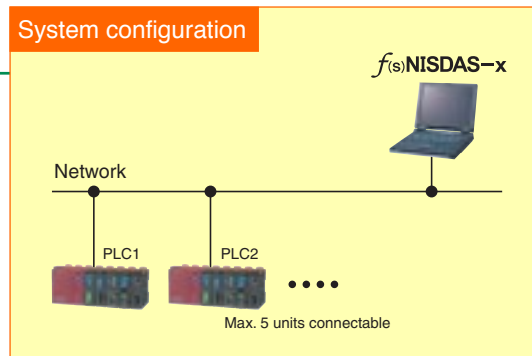 System configuration
f(s)NISDAS-x
Network
PLC1
PLC2
Max. 5 units connectable